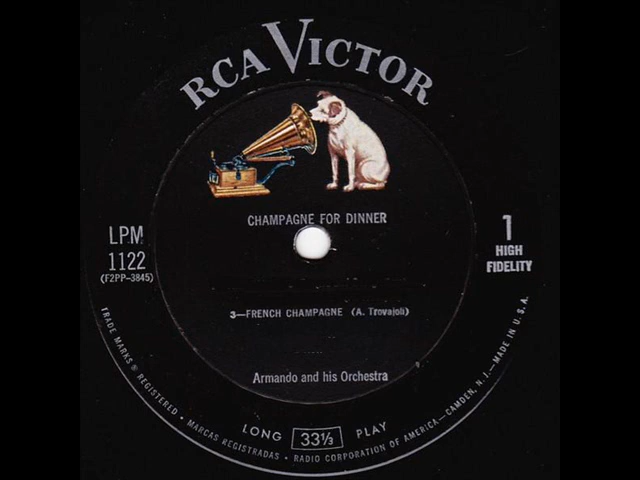 RCA VICTOR
CHAMPAGNE FOR DINNER
LPM
1122
(F2PP-3845)
1
HIGH
FIDELITY
3—FRENCH CHAMPAGNE (A. Trovajoli)
Armando and his Orchestra
LONG 33⅓ PLAY
TRADE MARKS ® REGISTERED • MARCAS REGISTRADAS • RADIO CORPORATION OF AMERICA—CAMDEN, N.J.—MADE IN U.S.A.